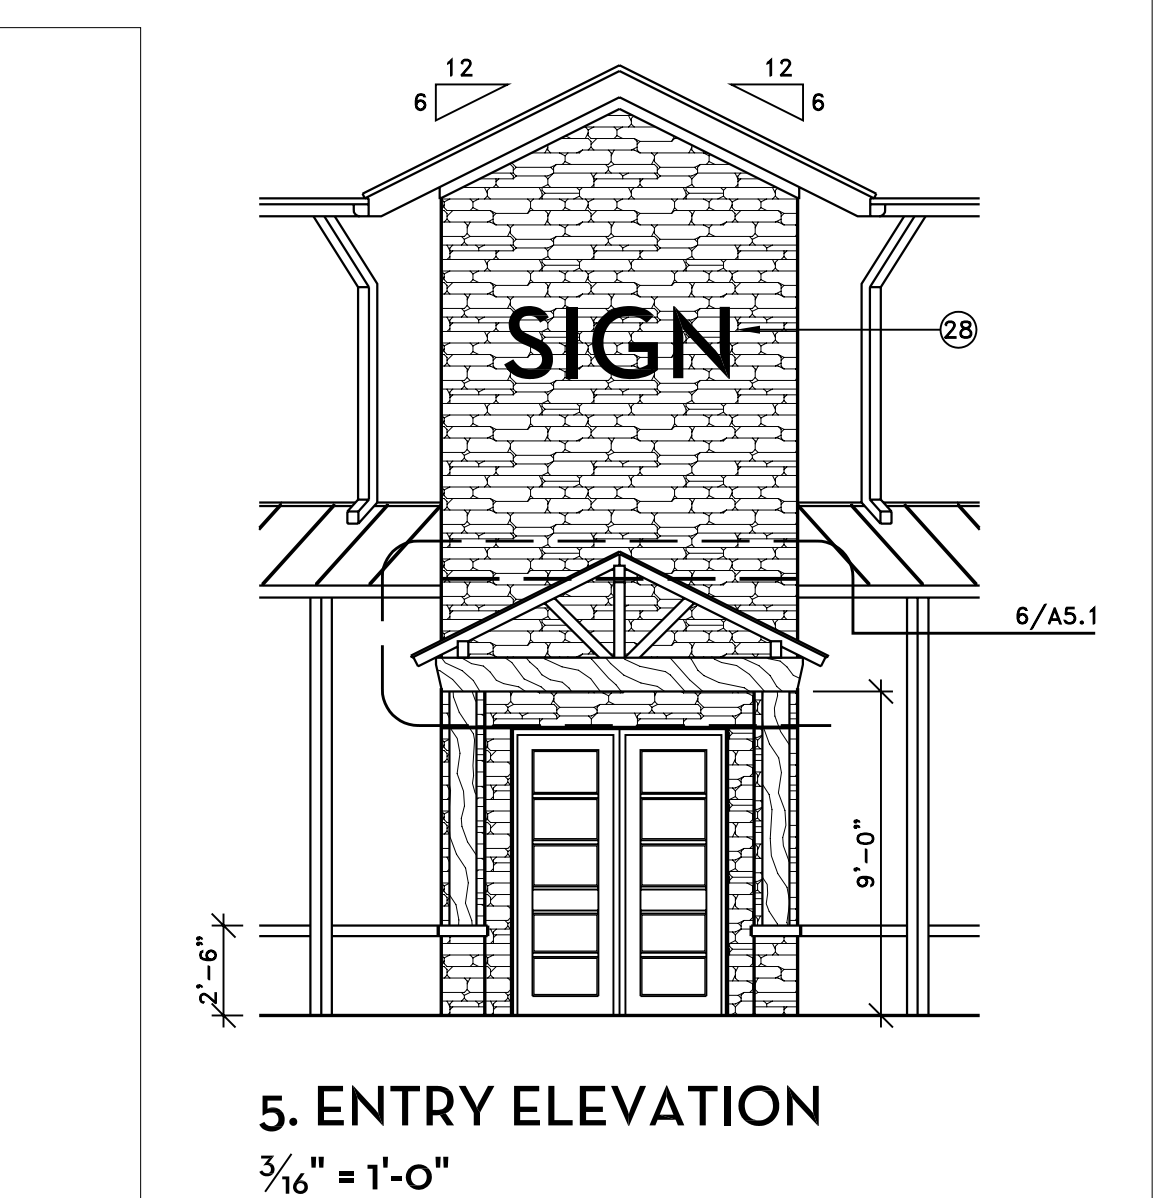 12 12
6 6
SIGN
28
6/A5.1
9'-0"
2'-6"
5. ENTRY ELEVATION
3/16" = 1'-0"